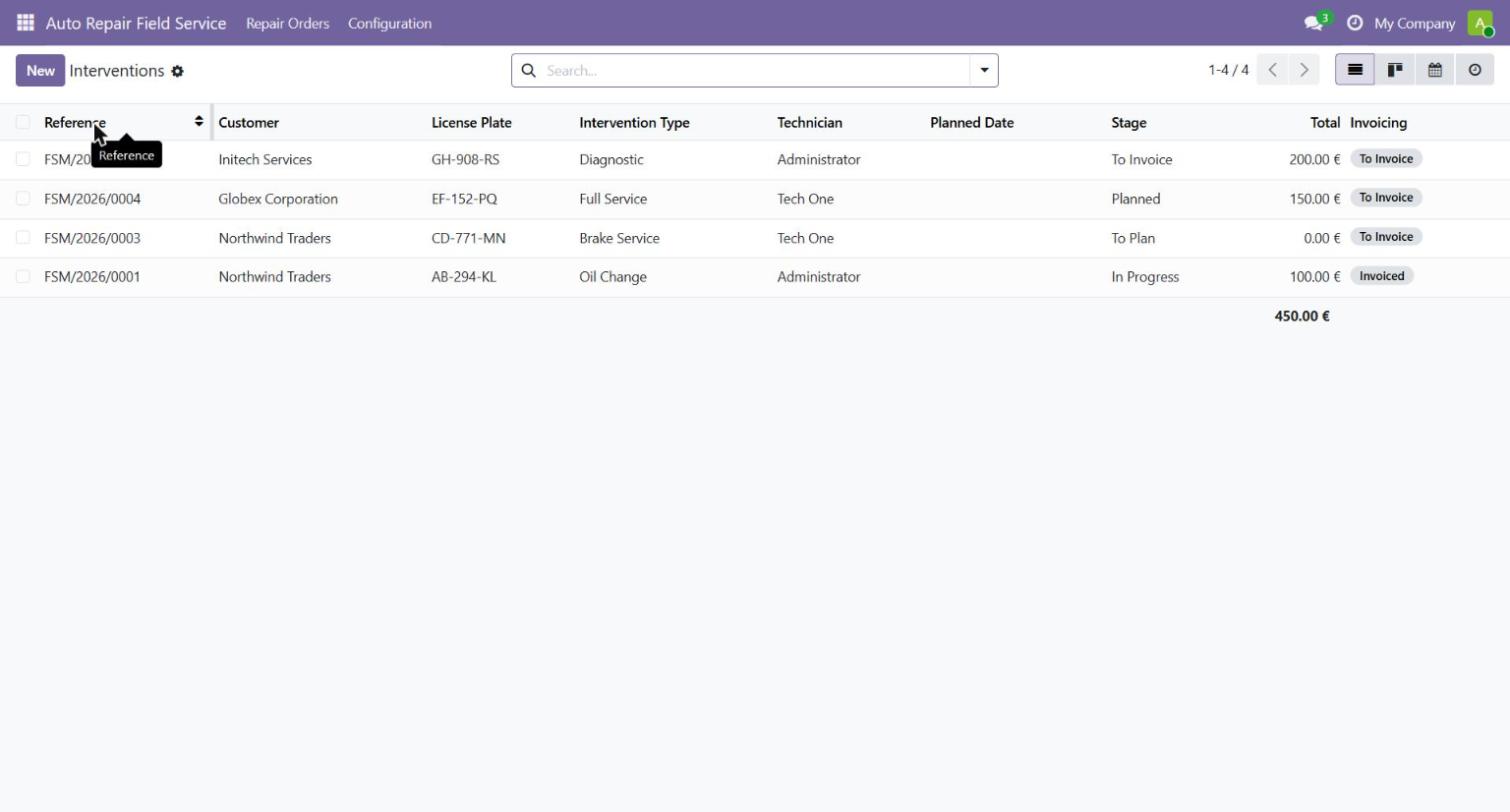 Auto Repair Field Service Repair Orders Configuration 3 My Company A
New Interventions Search... 1-4 / 4
Reference Customer License Plate Intervention Type Technician Planned Date Stage Total Invoicing
Reference
FSM/20 Initech Services GH-908-RS Diagnostic Administrator To Invoice 200.00 € To Invoice
FSM/2026/0004 Globex Corporation EF-152-PQ Full Service Tech One Planned 150.00 € To Invoice
FSM/2026/0003 Northwind Traders CD-771-MN Brake Service Tech One To Plan 0.00 € To Invoice
FSM/2026/0001 Northwind Traders AB-294-KL Oil Change Administrator In Progress 100.00 € Invoiced
450.00 €